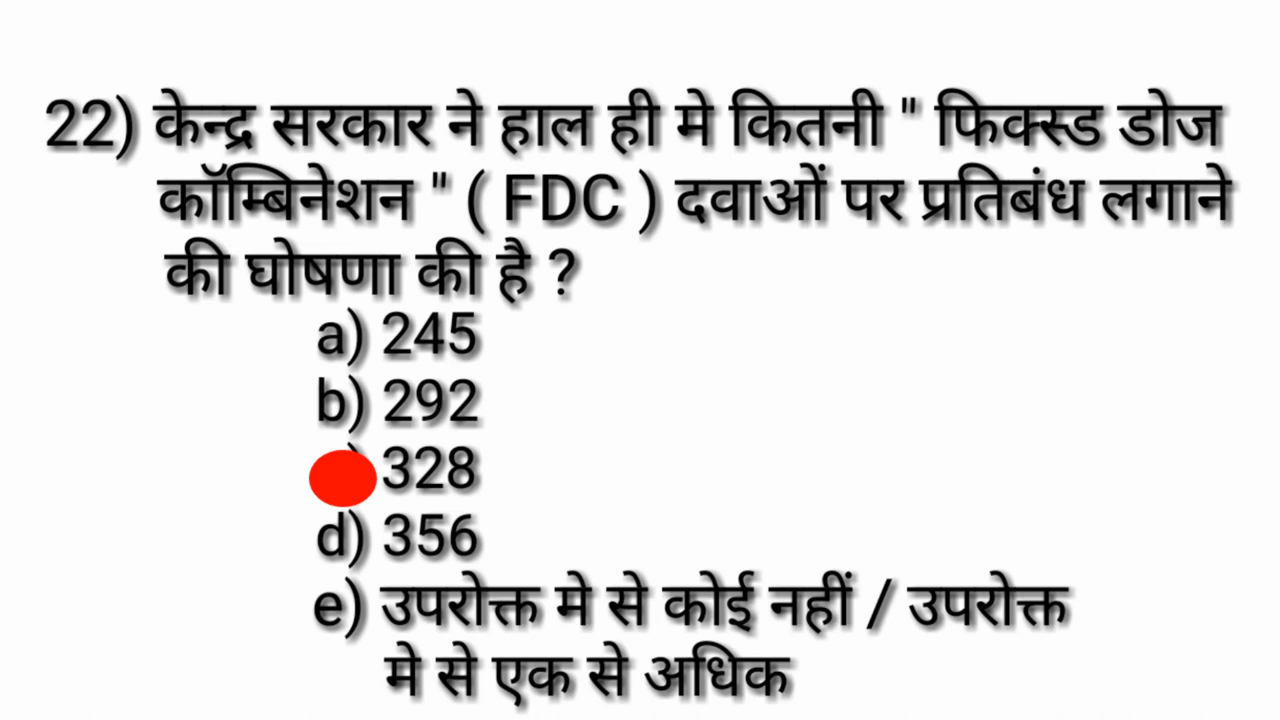 22) केन्द्र सरकार ने हाल ही मे कितनी " फिक्स्ड डोज
कॉम्बिनेशन " ( FDC ) दवाओं पर प्रतिबंध लगाने
की घोषणा की है ?
a) 245
b) 292
328
d) 356
e) उपरोक्त मे से कोई नहीं / उपरोक्त
मे से एक से अधिक